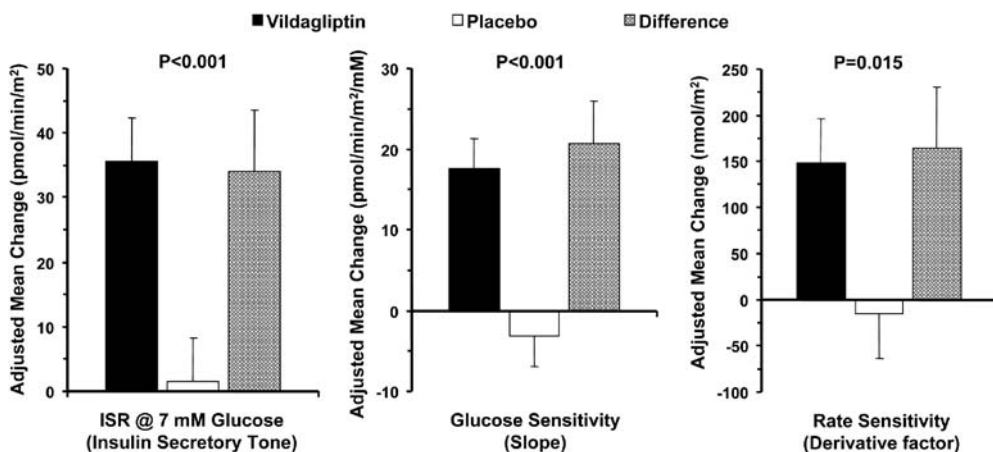 Vildagliptin Placebo Difference
P<0.001
Adjusted Mean Change (pmol/min/m²)
50
40
30
20
10
0
ISR @ 7 mM Glucose
(Insulin Secretory Tone)
P<0.001
Adjusted Mean Change (pmol/min/m²/mM)
30
20
10
0
-10
Glucose Sensitivity
(Slope)
P=0.015
Adjusted Mean Change (nmol/m²)
250
200
150
100
50
0
-50
-100
Rate Sensitivity
(Derivative factor)